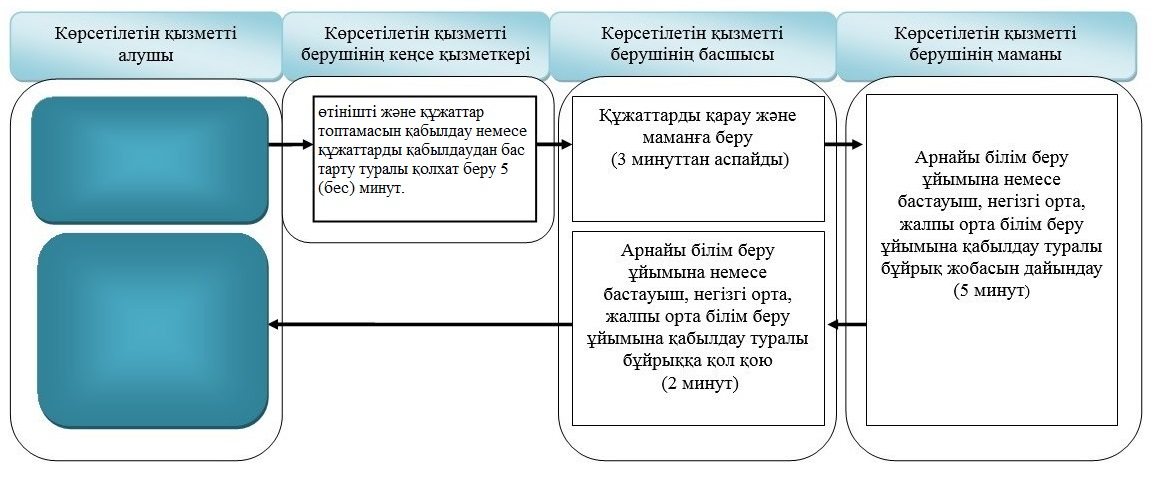 Көрсетілетін қызметті
алушы
Көрсетілетін қызметті
берушінің кеңсе қызметкері
Көрсетілетін қызметті
берушінің басшысы
Көрсетілетін қызметті
берушінің маманы
өтінішті және құжаттар
топтамасын қабылдау немесе
құжаттарды қабылдаудан бас
тарту туралы қолхат беру 5
(бес) минут.
Құжаттарды қарау және
маманға беру
(3 минуттан аспайды)
Арнайы білім беру
ұйымына немесе
бастауыш, негізгі орта,
жалпы орта білім беру
ұйымына қабылдау туралы
бұйрық жобасын дайындау
(5 минут)
Арнайы білім беру
ұйымына немесе
бастауыш, негізгі орта,
жалпы орта білім беру
ұйымына қабылдау туралы
бұйрыққа қол қою
(2 минут)